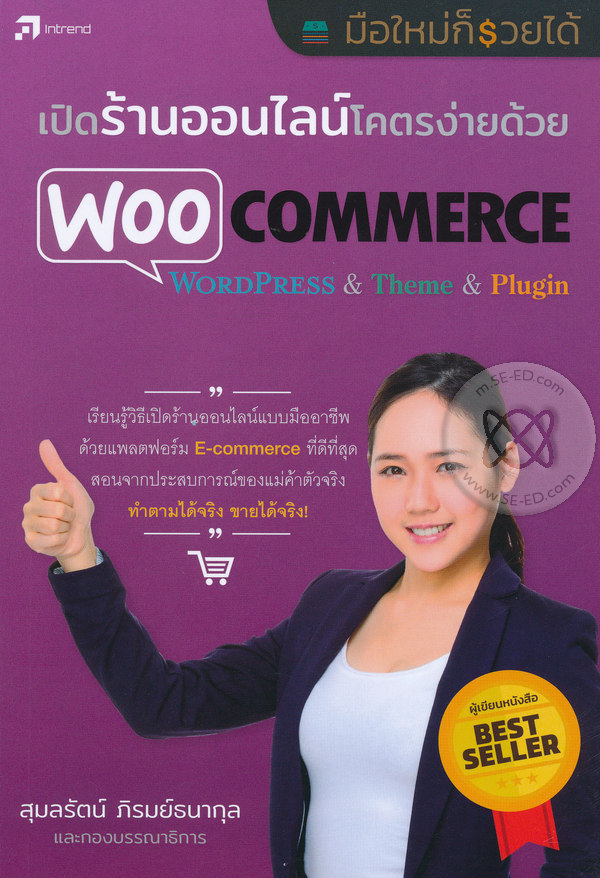 Intrend
มือใหม่ก็$วยได้
เปิดร้านออนไลน์โคตรง่ายด้วย
WOO COMMERCE
WORDPRESS & Theme & Plugin
m.SE-ED.com
”
เรียนรู้วิธีเปิดร้านออนไลน์แบบมืออาชีพ
ด้วยแพลตฟอร์ม E-commerce ที่ดีที่สุด
สอนจากประสบการณ์ของแม่ค้าตัวจริง
ทำตามได้จริง ขายได้จริง!
”
www.SE-ED.com
ผู้เขียนหนังสือ
BEST
SELLER
สุมลรัตน์ ภิรมย์ธนากุล
และกองบรรณาธิการ